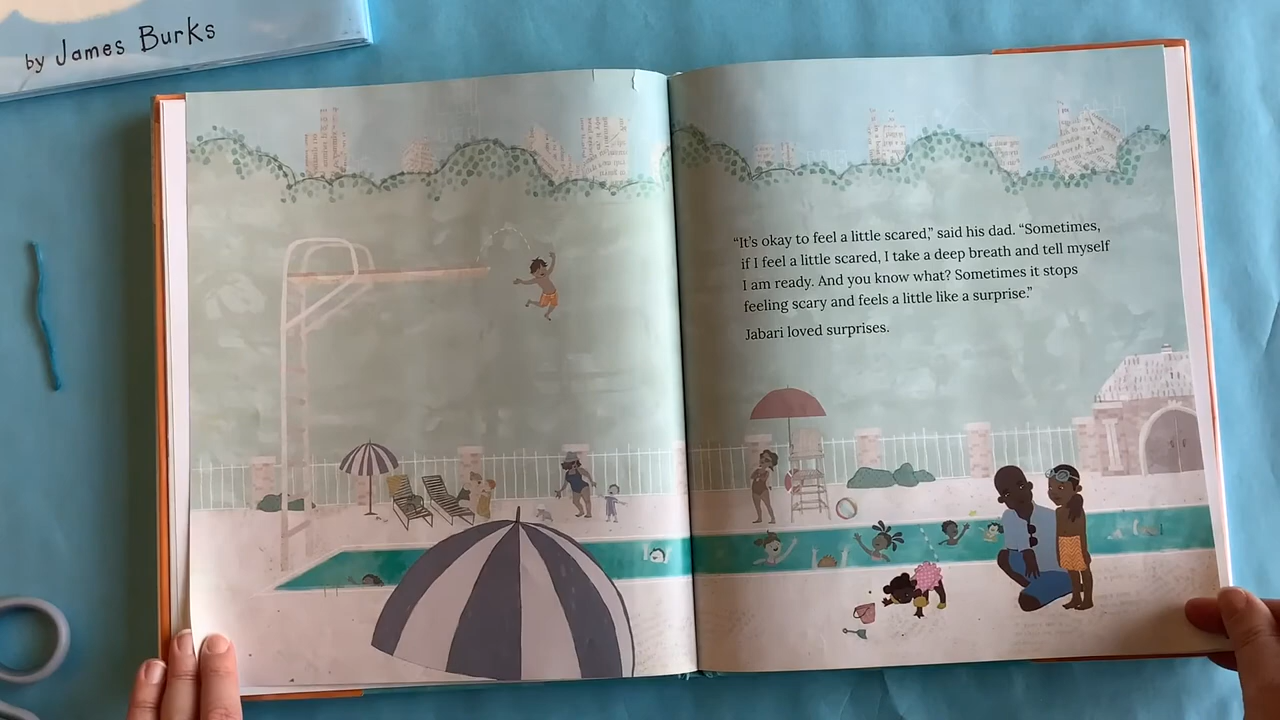 by James Burks
“It’s okay to feel a little scared,” said his dad. “Sometimes,
if I feel a little scared, I take a deep breath and tell myself
I am ready. And you know what? Sometimes it stops
feeling scary and feels a little like a surprise.”
Jabari loved surprises.